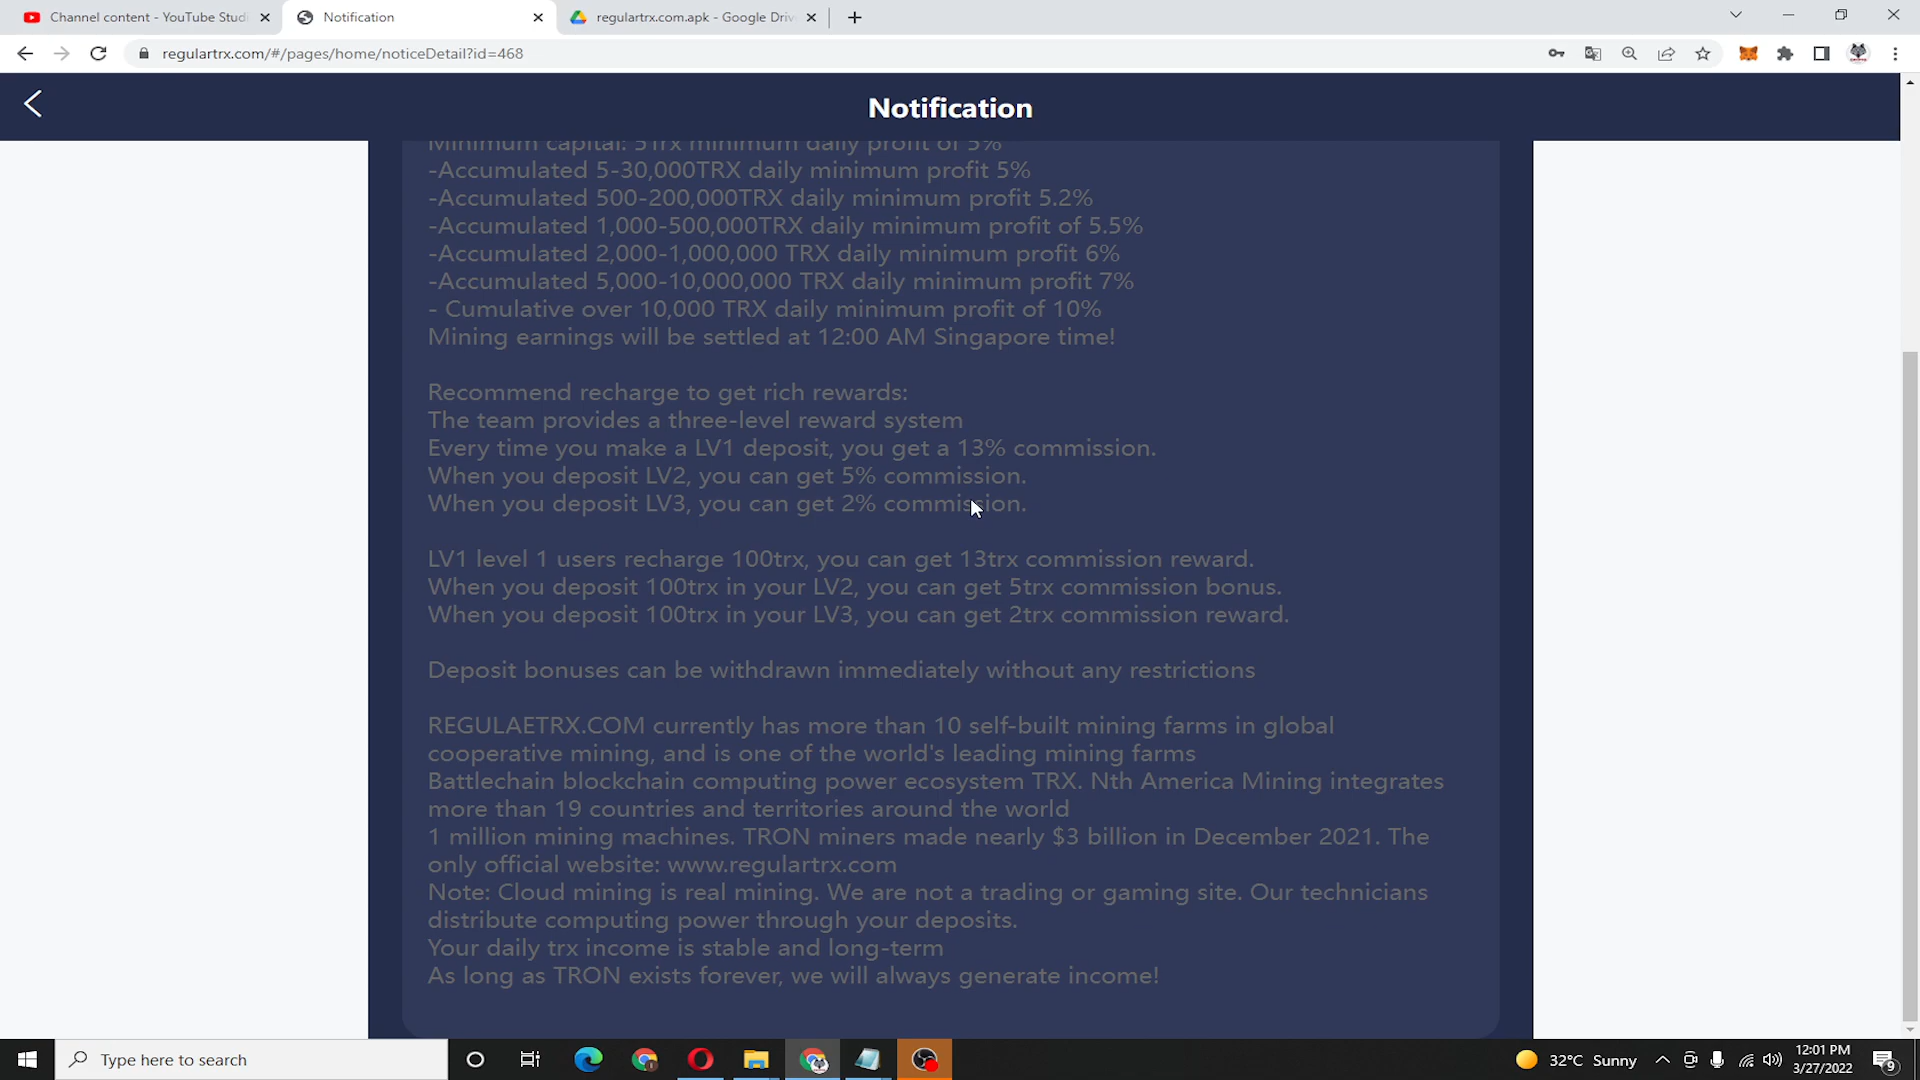 Channel content - YouTube Studi
Notification
regulartrx.com.apk - Google Driv
regulartrx.com/#/pages/home/noticeDetail?id=468
Notification
Minimum capital: 5Trx minimum daily profit of 5%
-Accumulated 5-30,000TRX daily minimum profit 5%
-Accumulated 500-200,000TRX daily minimum profit 5.2%
-Accumulated 1,000-500,000TRX daily minimum profit of 5.5%
-Accumulated 2,000-1,000,000 TRX daily minimum profit 6%
-Accumulated 5,000-10,000,000 TRX daily minimum profit 7%
- Cumulative over 10,000 TRX daily minimum profit of 10%
Mining earnings will be settled at 12:00 AM Singapore time!
Recommend recharge to get rich rewards:
The team provides a three-level reward system
Every time you make a LV1 deposit, you get a 13% commission.
When you deposit LV2, you can get 5% commission.
When you deposit LV3, you can get 2% commission.
LV1 level 1 users recharge 100trx, you can get 13trx commission reward.
When you deposit 100trx in your LV2, you can get 5trx commission bonus.
When you deposit 100trx in your LV3, you can get 2trx commission reward.
Deposit bonuses can be withdrawn immediately without any restrictions
REGULAETRX.COM currently has more than 10 self-built mining farms in global
cooperative mining, and is one of the world's leading mining farms
Battlechain blockchain computing power ecosystem TRX. Nth America Mining integrates
more than 19 countries and territories around the world
1 million mining machines. TRON miners made nearly $3 billion in December 2021. The
only official website: www.regulartrx.com
Note: Cloud mining is real mining. We are not a trading or gaming site. Our technicians
distribute computing power through your deposits.
Your daily trx income is stable and long-term
As long as TRON exists forever, we will always generate income!
Type here to search
32°C Sunny
12:01 PM
3/27/2022
9